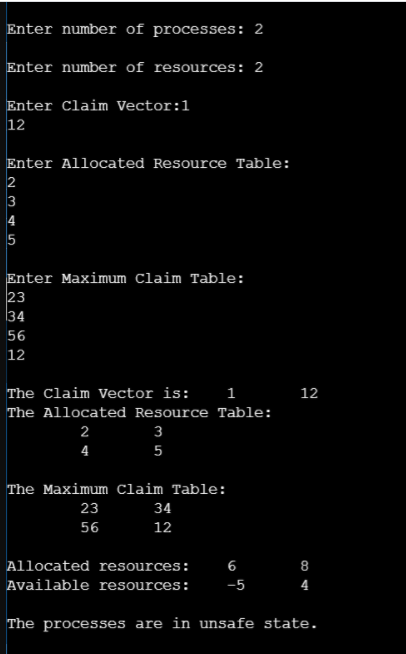 Enter number of processes: 2
Enter number of resources: 2
Enter Claim Vector:1
12
Enter Allocated Resource Table:
2
3
4
5
Enter Maximum Claim Table:
23
34
56
12
The Claim Vector is: 1 12
The Allocated Resource Table:
2 3
4 5
The Maximum Claim Table:
23 34
56 12
Allocated resources: 6 8
Available resources: -5 4
The processes are in unsafe state.